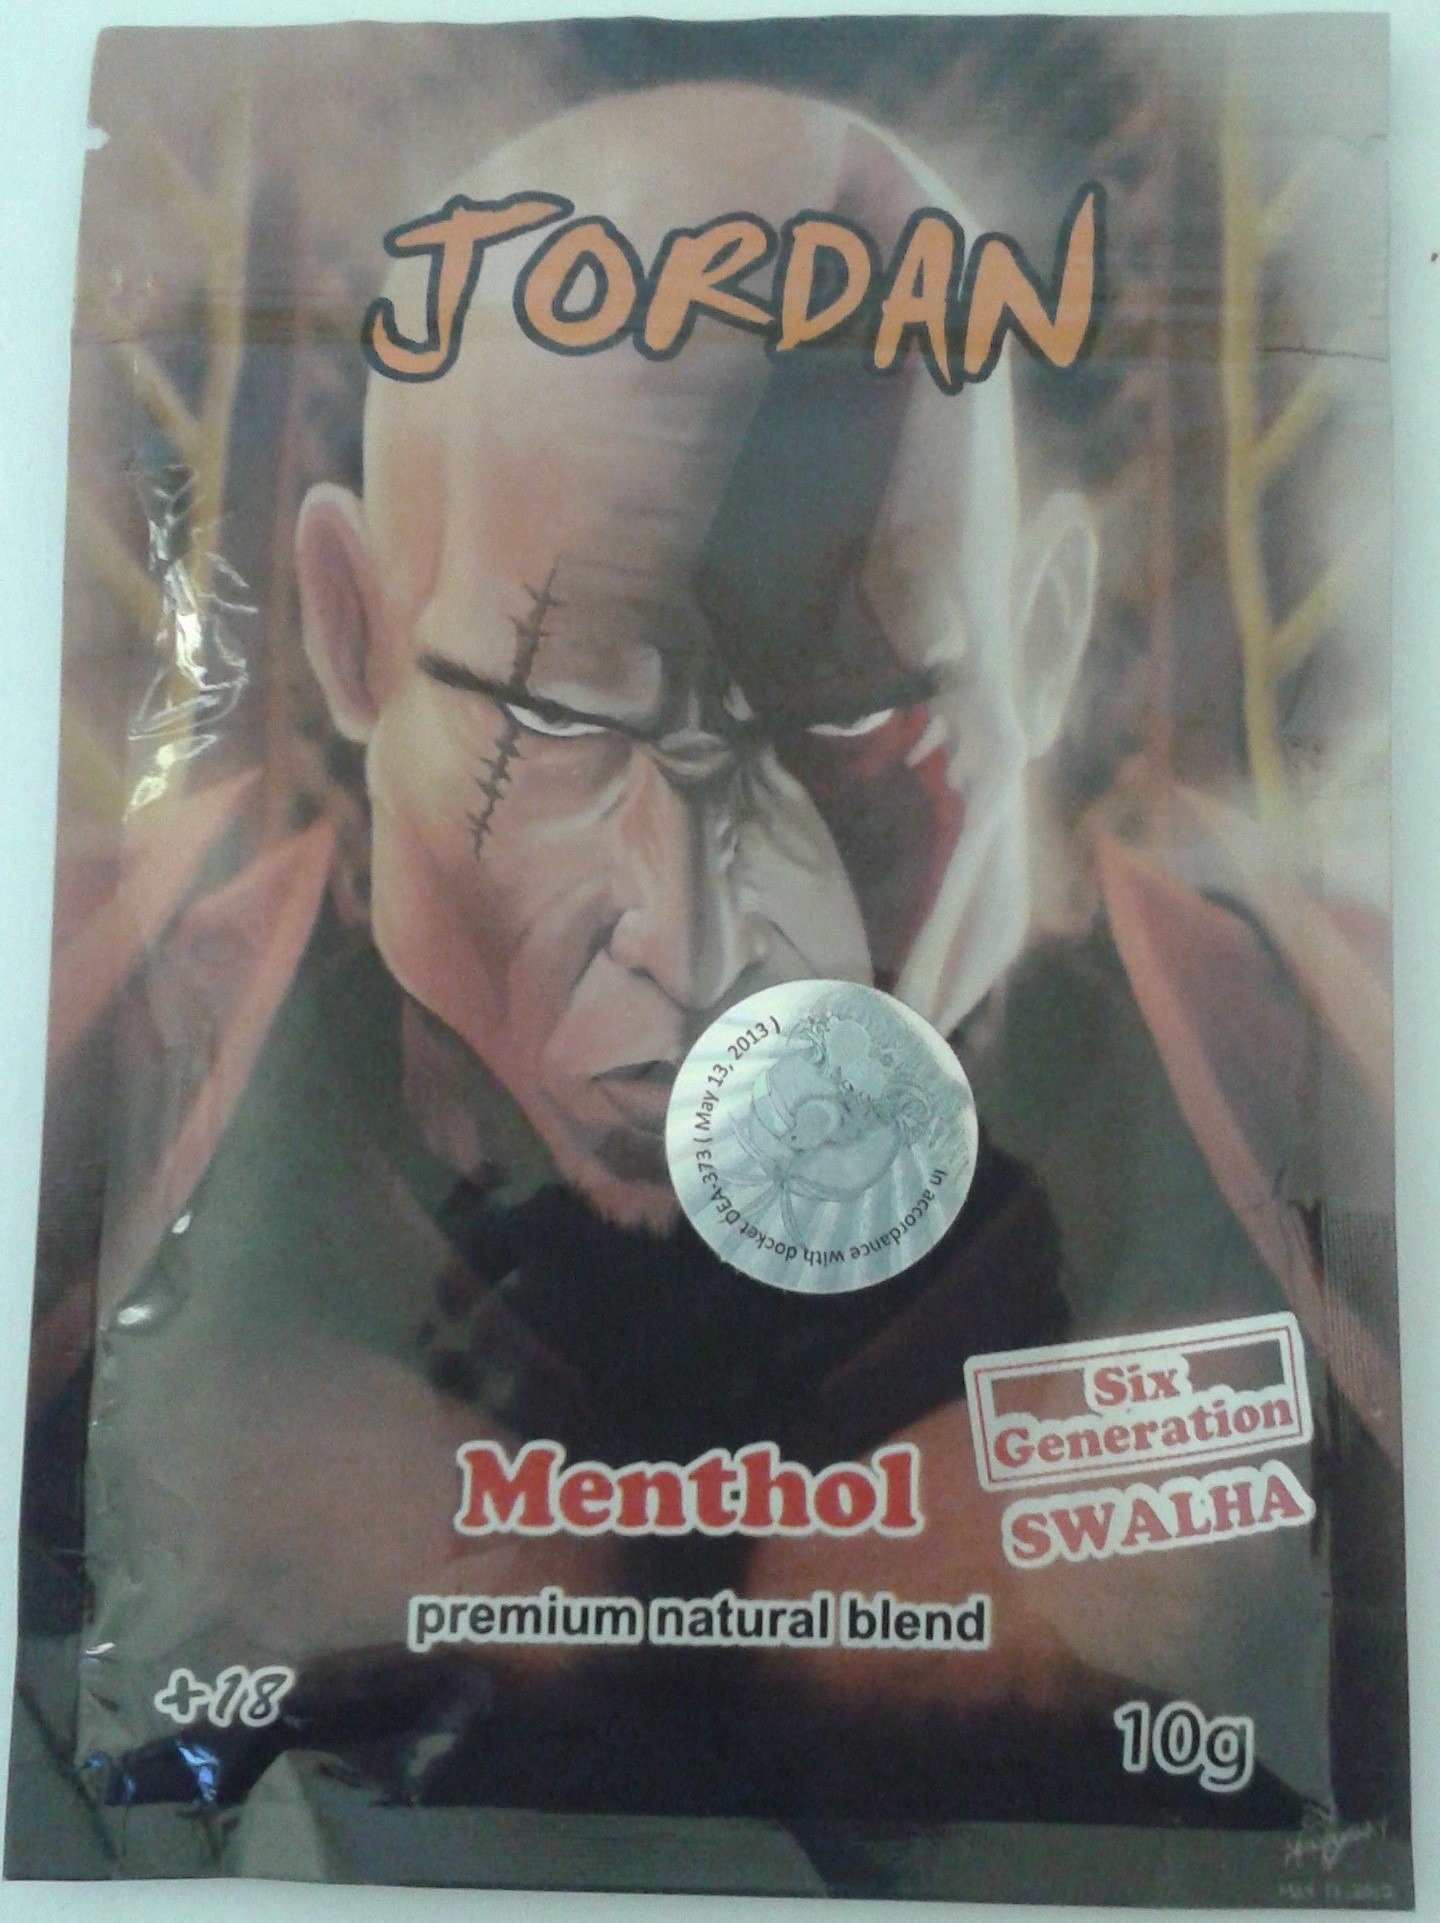 JORDAN
In accordance with docket DEA-373 ( May 13, 2013 )
Six
Generation
SWALHA
Menthol
premium natural blend
+18
10g